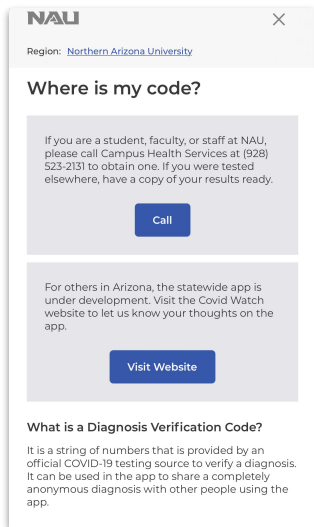 NAU
Region: Northern Arizona University
Where is my code?
If you are a student, faculty, or staff at NAU,
please call Campus Health Services at (928)
523-2131 to obtain one. If you were tested
elsewhere, have a copy of your results ready.
Call
For others in Arizona, the statewide app is
under development. Visit the Covid Watch
website to let us know your thoughts on the
app.
Visit Website
What is a Diagnosis Verification Code?
It is a string of numbers that is provided by an
official COVID-19 testing source to verify a diagnosis.
It can be used in the app to share a completely
anonymous diagnosis with other people using the
app.